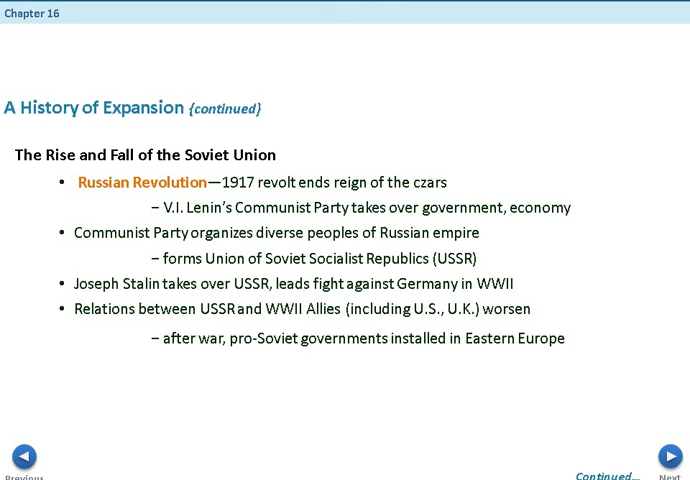 Chapter 16
A History of Expansion {continued}
The Rise and Fall of the Soviet Union
• Russian Revolution—1917 revolt ends reign of the czars
– V.I. Lenin's Communist Party takes over government, economy
• Communist Party organizes diverse peoples of Russian empire
– forms Union of Soviet Socialist Republics (USSR)
• Joseph Stalin takes over USSR, leads fight against Germany in WWII
• Relations between USSR and WWII Allies (including U.S., U.K.) worsen
– after war, pro-Soviet governments installed in Eastern Europe
Previous
Continued...
Next